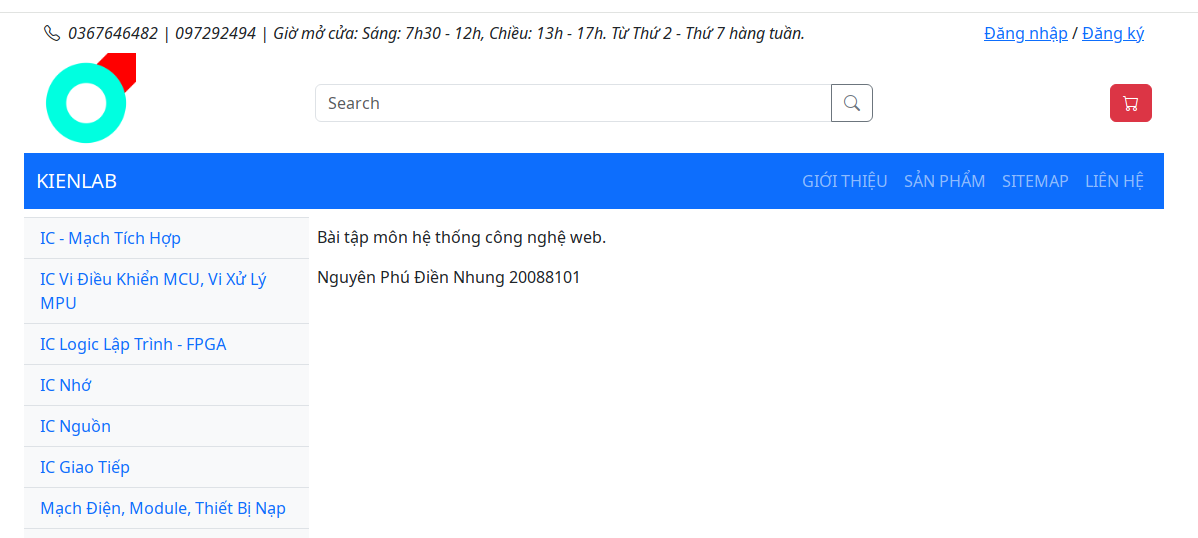 0367646482 | 097292494 | Giờ mở cửa: Sáng: 7h30 - 12h, Chiều: 13h - 17h. Từ Thứ 2 - Thứ 7 hàng tuần.
Đăng nhập / Đăng ký
Search
KIENLAB
GIỚI THIỆU
SẢN PHẨM
SITEMAP
LIÊN HỆ
IC - Mạch Tích Hợp
IC Vi Điều Khiển MCU, Vi Xử Lý
MPU
IC Logic Lập Trình - FPGA
IC Nhớ
IC Nguồn
IC Giao Tiếp
Mạch Điện, Module, Thiết Bị Nạp
Bài tập môn hệ thống công nghệ web.
Nguyên Phú Điền Nhung 20088101